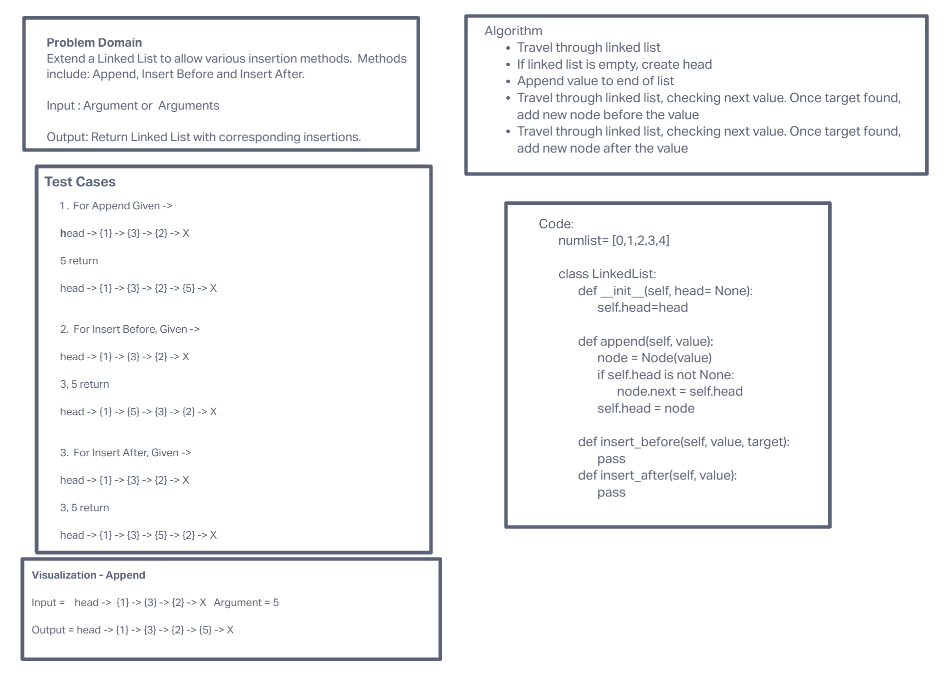 Problem Domain
Extend a Linked List to allow various insertion methods. Methods
include: Append, Insert Before and Insert After.
Input : Argument or Arguments
Output: Return Linked List with corresponding insertions.
Test Cases
1. For Append Given ->
head -> {1} -> {3} -> {2} -> X
5 return
head -> {1} -> {3} -> {2} -> {5} -> X
2. For Insert Before, Given ->
head -> {1} -> {3} -> {2} -> X
3, 5 return
head -> {1} -> {5} -> {3} -> {2} -> X
3. For Insert After, Given ->
head -> {1} -> {3} -> {2} -> X
3, 5 return
head -> {1} -> {3} -> {5} -> {2} -> X
Visualization - Append
Input = head -> {1} -> {3} -> {2} -> X Argument = 5
Output = head -> {1} -> {3} -> {2} -> {5} -> X
Algorithm
• Travel through linked list
• If linked list is empty, create head
• Append value to end of list
• Travel through linked list, checking next value. Once target found,
add new node before the value
• Travel through linked list, checking next value. Once target found,
add new node after the value
Code:
numlist= [0,1,2,3,4]
class LinkedList:
def __init__(self, head= None):
self.head=head
def append(self, value):
node = Node(value)
if self.head is not None:
node.next = self.head
self.head = node
def insert_before(self, value, target):
pass
def insert_after(self, value):
pass